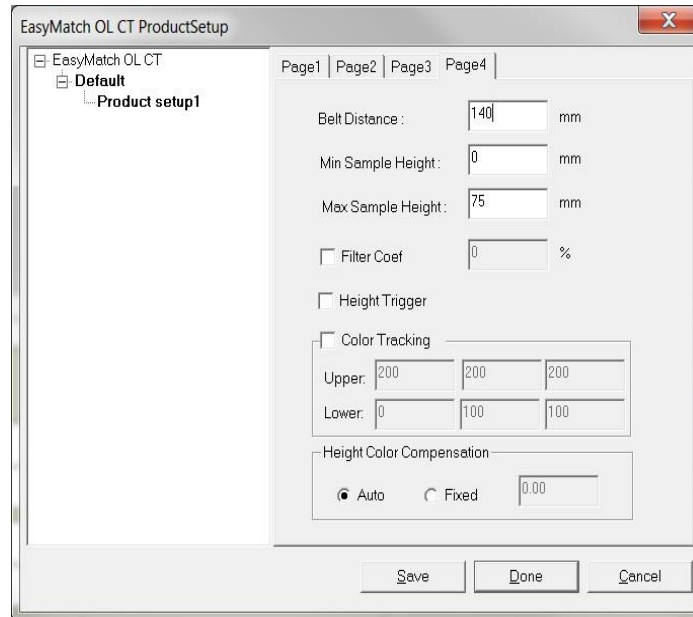 EasyMatch OL CT ProductSetup
X
EasyMatch OL CT
Default
Product setup1
Page1 Page2 Page3 Page4
Belt Distance : 140 mm
Min Sample Height : 0 mm
Max Sample Height : 75 mm
Filter Coef 0 %
Height Trigger
Color Tracking
Upper: 200 200 200
Lower: 0 100 100
Height Color Compensation
Auto Fixed 0.00
Save Done Cancel